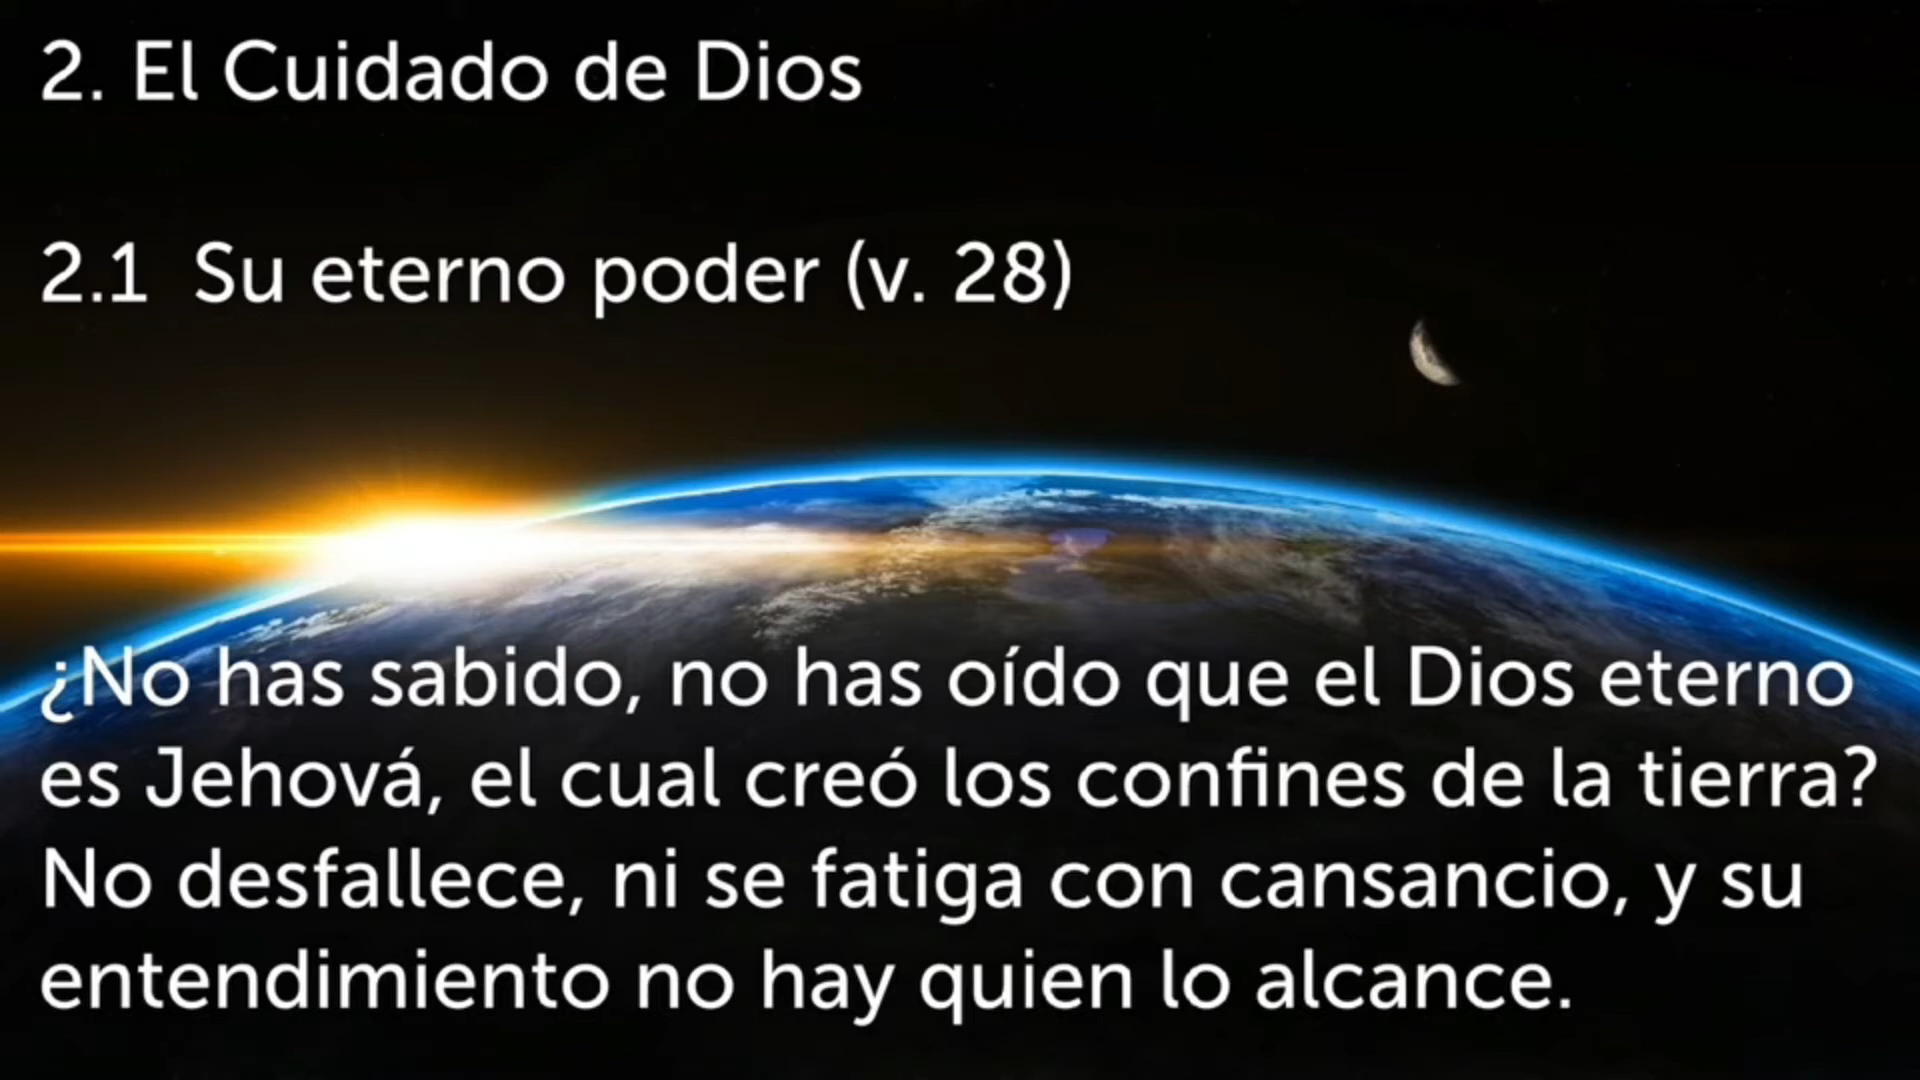 2. El Cuidado de Dios
2.1 Su eterno poder (v. 28)
¿No has sabido, no has oído que el Dios eterno
es Jehová, el cual creó los confines de la tierra?
No desfallece, ni se fatiga con cansancio, y su
entendimiento no hay quien lo alcance.